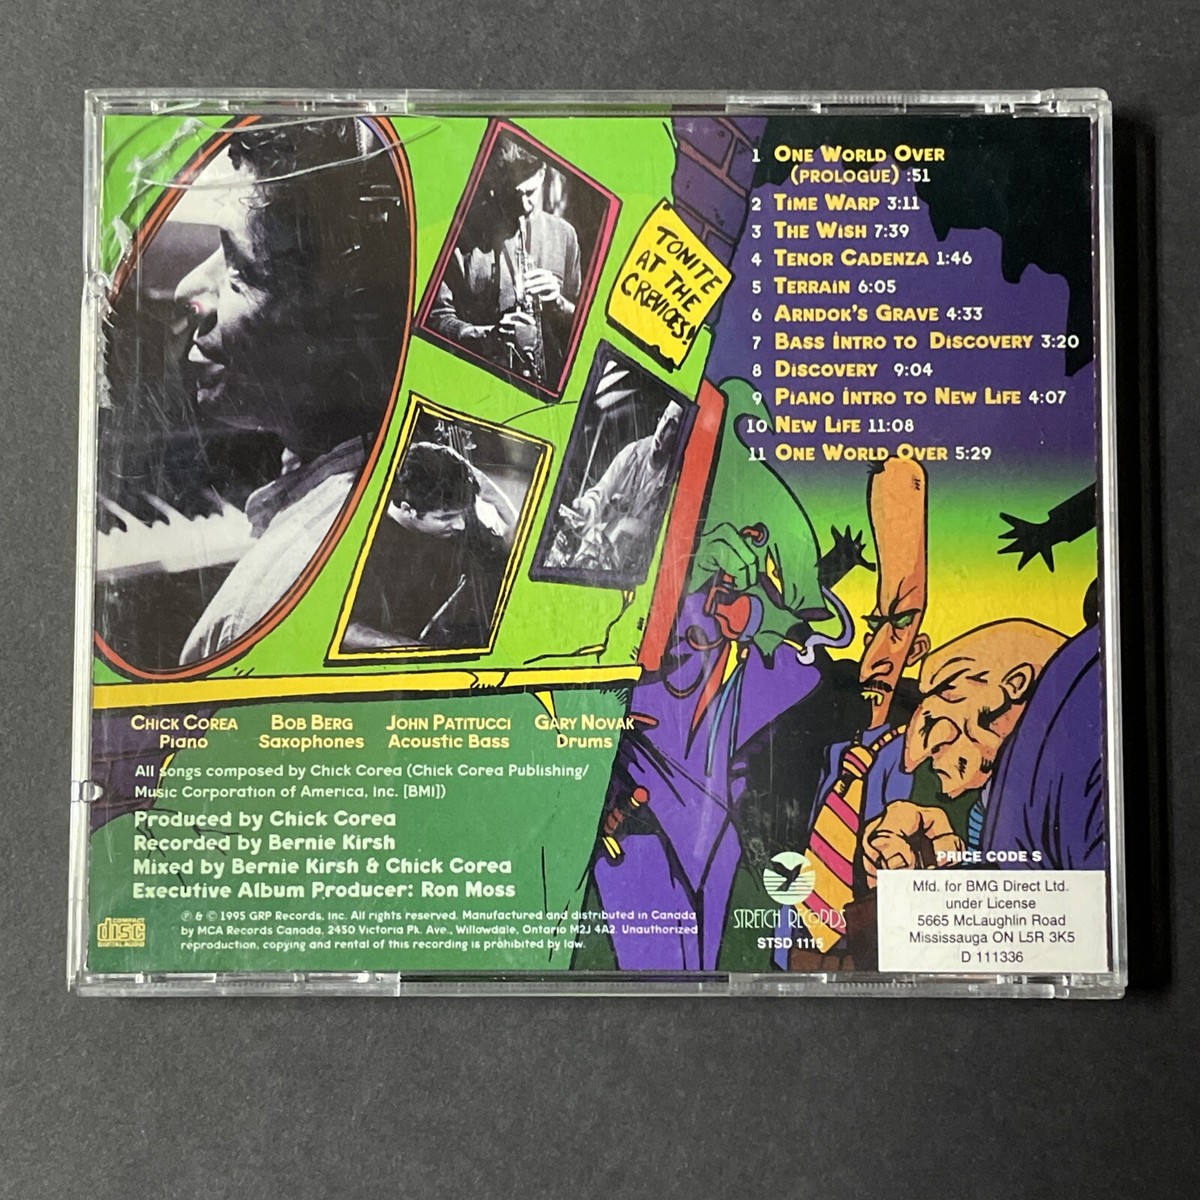 1 One World Over
(Prologue) :51
2 Time Warp 3:11
3 The Wish 7:39
4 Tenor Cadenza 1:46
5 Terrain 6:05
6 Arndok's Grave 4:33
7 Bass Intro to Discovery 3:20
8 Discovery 9:04
9 Piano Intro to New Life 4:07
10 New Life 11:08
11 One World Over 5:29
TONITE
AT THE
CREVICES!
Chick Corea Bob Berg John Patitucci Gary Novak
Piano Saxophones Acoustic Bass Drums
All songs composed by Chick Corea (Chick Corea Publishing/
Music Corporation of America, Inc. [BMI])
Produced by Chick Corea
Recorded by Bernie Kirsh
Mixed by Bernie Kirsh & Chick Corea
Executive Album Producer: Ron Moss
COMPACT
disc
DIGITAL AUDIO
℗ & © 1995 GRP Records, Inc. All rights reserved. Manufactured and distributed in Canada
by MCA Records Canada, 2450 Victoria Pk. Ave., Willowdale, Ontario M2J 4A2. Unauthorized
reproduction, copying and rental of this recording is prohibited by law.
STRETCH RECORDS
STSD 1115
PRICE CODE S
Mfd. for BMG Direct Ltd.
under License
5665 McLaughlin Road
Mississauga ON L5R 3K5
D 111336